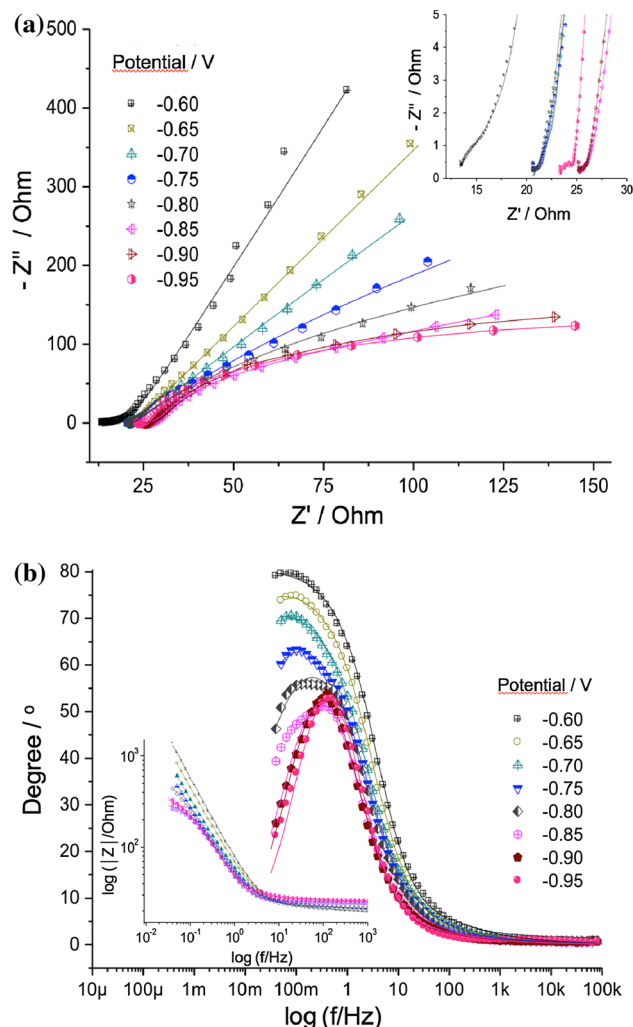 (a)
Potential / V
-0.60
-0.65
-0.70
-0.75
-0.80
-0.85
-0.90
-0.95
- Z'' / Ohm
500
400
300
200
100
0
25 50 75 100 125 150
Z' / Ohm
- Z'' / Ohm
5
4
3
2
1
0
15 20 25 30
Z' / Ohm
(b)
Degree / º
80
70
60
50
40
30
20
10
0
Potential / V
-0.60
-0.65
-0.70
-0.75
-0.80
-0.85
-0.90
-0.95
log (|Z|/Ohm)
10³
10²
10⁻² 10⁻¹ 10⁰ 10¹ 10² 10³
log (f/Hz)
10µ 100µ 1m 10m 100m 1 10 100 1k 10k 100k
log (f/Hz)